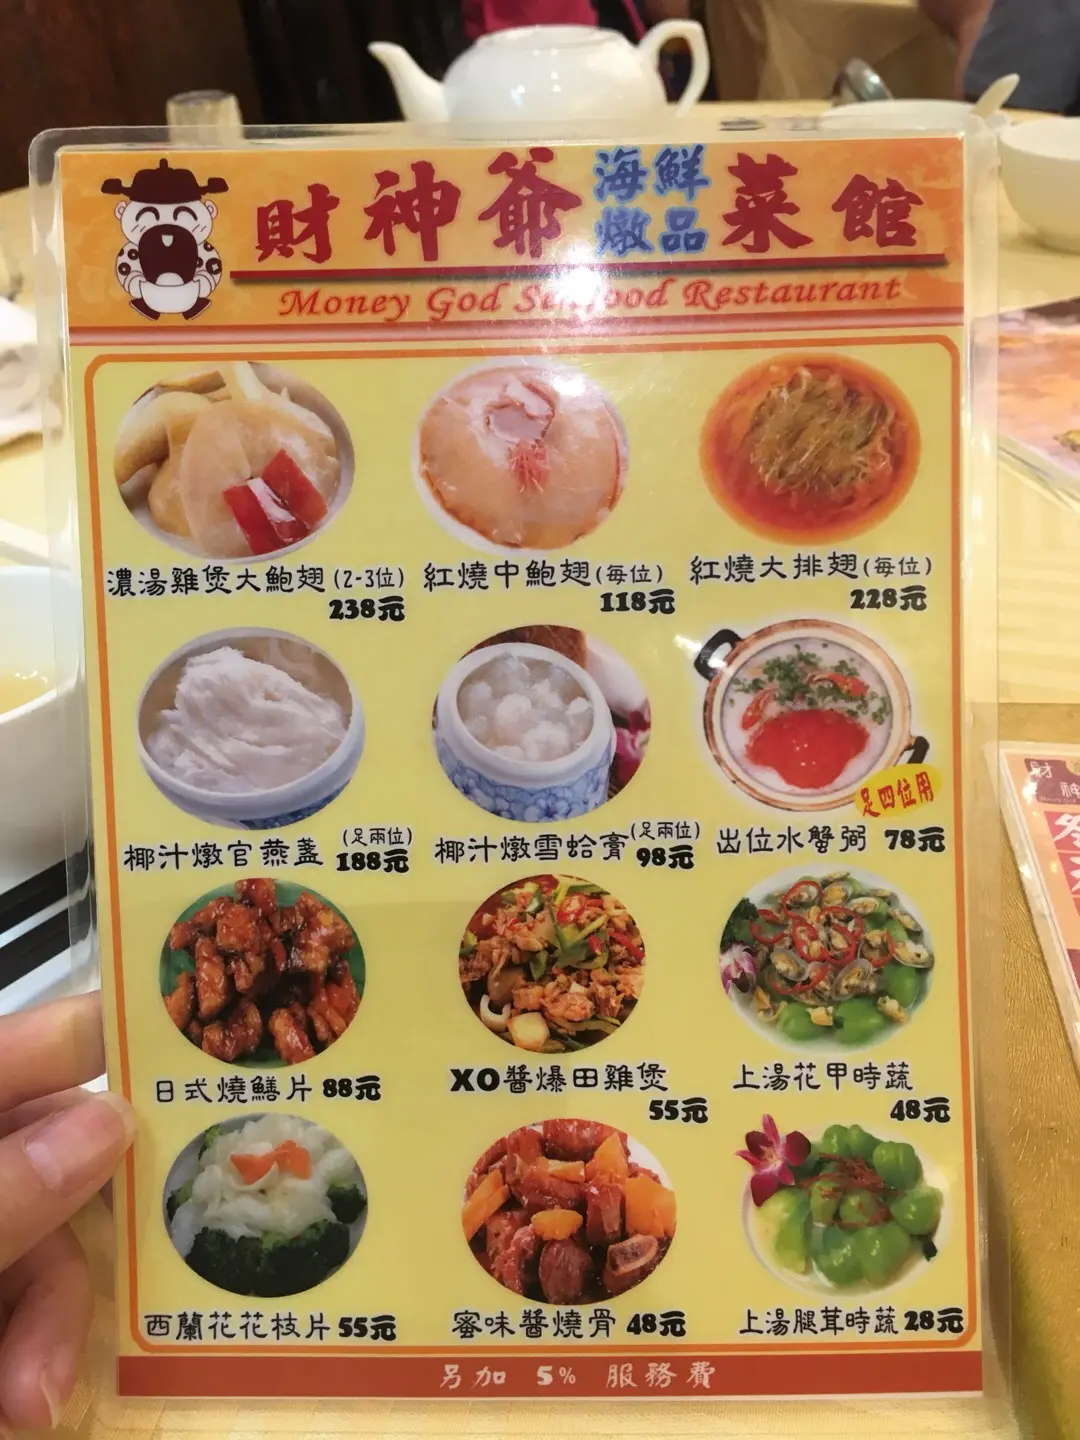 財神爺海鮮燉品菜館
Money God Seafood Restaurant
濃湯雞煲大鮑翅(2-3位)
238元
紅燒中鮑翅(每位)
118元
紅燒大排翅(每位)
228元
椰汁燉官燕盞(足兩位)
188元
椰汁燉雪蛤膏(足兩位)
98元
足四位用
出位水蟹粥 78元
日式燒鱔片 88元
XO醬爆田雞煲
55元
上湯花甲時蔬
48元
西蘭花花枝片 55元
蜜味醬燒骨 48元
上湯腿茸時蔬 28元
另加 5% 服務費
財神